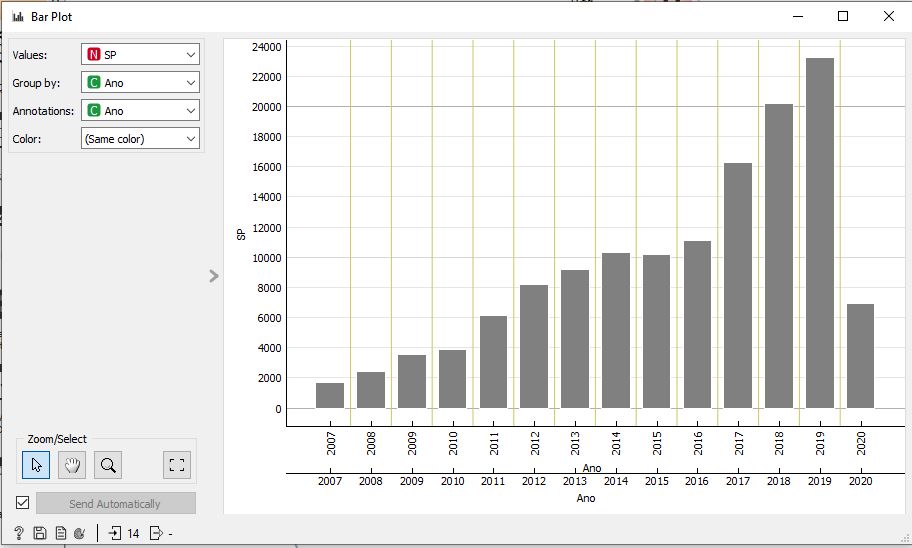 Bar Plot
Values: N SP
Group by: C Ano
Annotations: C Ano
Color: (Same color)
24000
22000
20000
18000
16000
14000
12000
10000
8000
6000
4000
2000
0
SP
2007 2008 2009 2010 2011 2012 2013 2014 2015 2016 2017 2018 2019 2020
Ano
2007 2008 2009 2010 2011 2012 2013 2014 2015 2016 2017 2018 2019 2020
Ano
Zoom/Select
Send Automatically
? 14 -